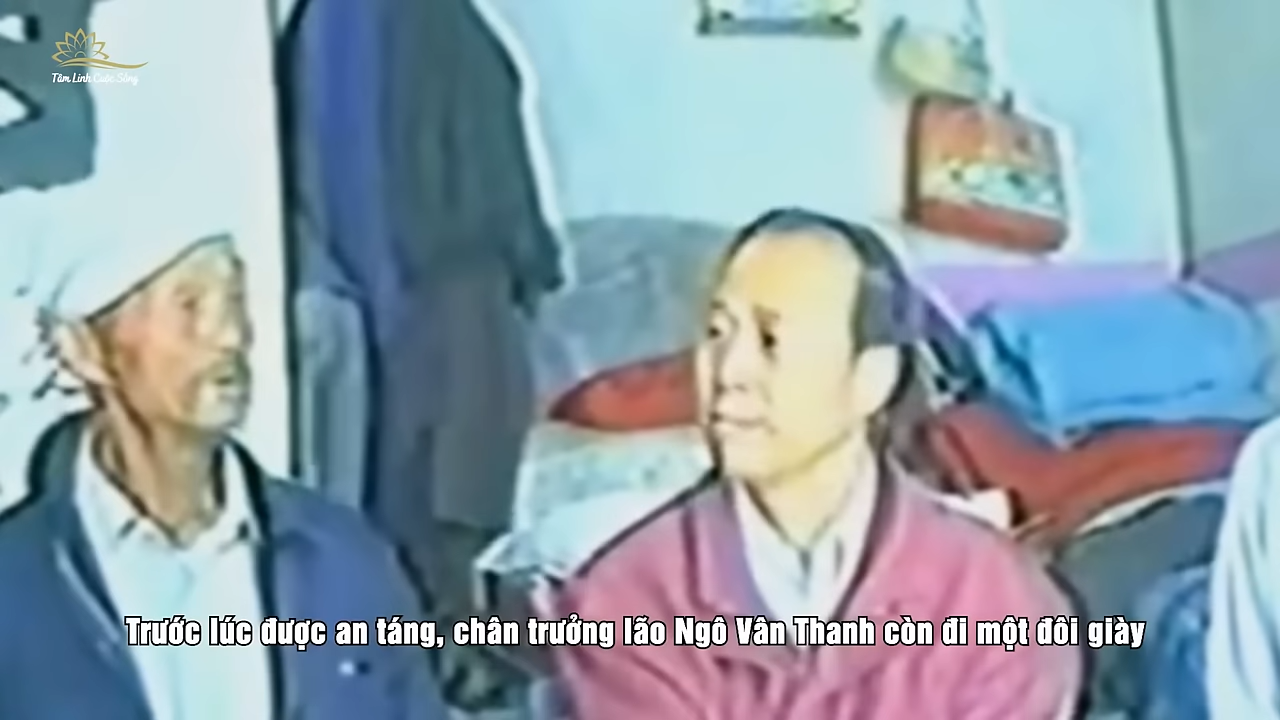 Tâm Linh Cuộc Sống
Trước lúc được an táng, chân trưởng lão Ngô Vân Thanh còn đi một đôi giày